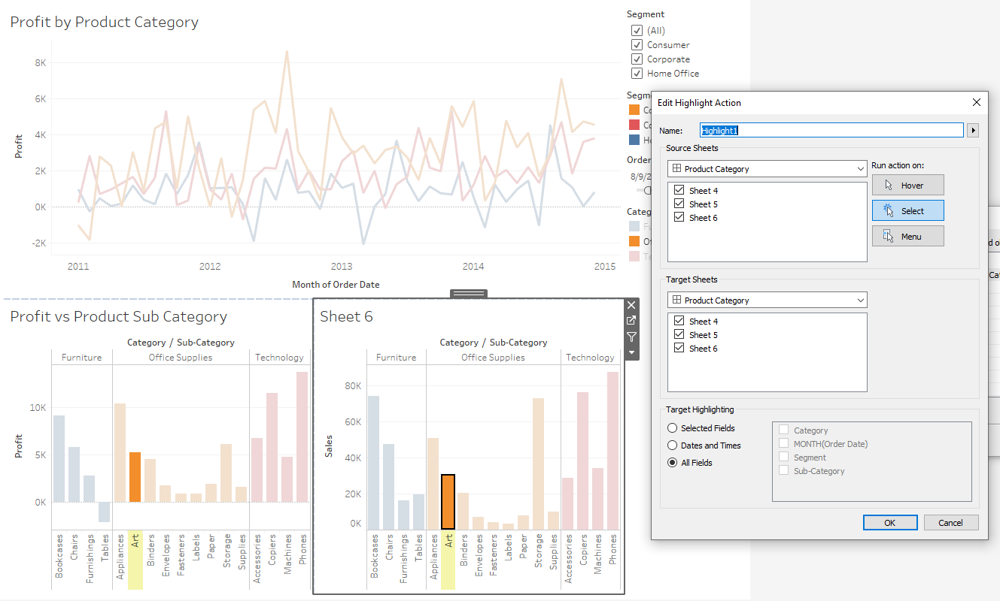 Profit by Product Category
Profit
8K
6K
4K
2K
0K
-2K
2011 2012 2013 2014 2015
Month of Order Date
Segment
(All)
Consumer
Corporate
Home Office
Segm
Co
Co
Ho
Order
8/9/2
Categ
Fu
Of
Te
Profit vs Product Sub Category
Category / Sub-Category
Furniture Office Supplies Technology
Profit
10K
5K
0K
Bookcases
Chairs
Furnishings
Tables
Appliances
Art
Binders
Envelopes
Fasteners
Labels
Paper
Storage
Supplies
Accessories
Copiers
Machines
Phones
Sheet 6
Category / Sub-Category
Furniture Office Supplies Technology
Sales
80K
60K
40K
20K
0K
Bookcases
Chairs
Furnishings
Tables
Appliances
Art
Binders
Envelopes
Fasteners
Labels
Paper
Storage
Supplies
Accessories
Copiers
Machines
Phones
Edit Highlight Action
Name: Highlight1
Source Sheets
Product Category
Sheet 4
Sheet 5
Sheet 6
Run action on:
Hover
Select
Menu
Target Sheets
Product Category
Sheet 4
Sheet 5
Sheet 6
Target Highlighting
Selected Fields
Dates and Times
All Fields
Category
MONTH(Order Date)
Segment
Sub-Category
OK Cancel
d ol
Cat